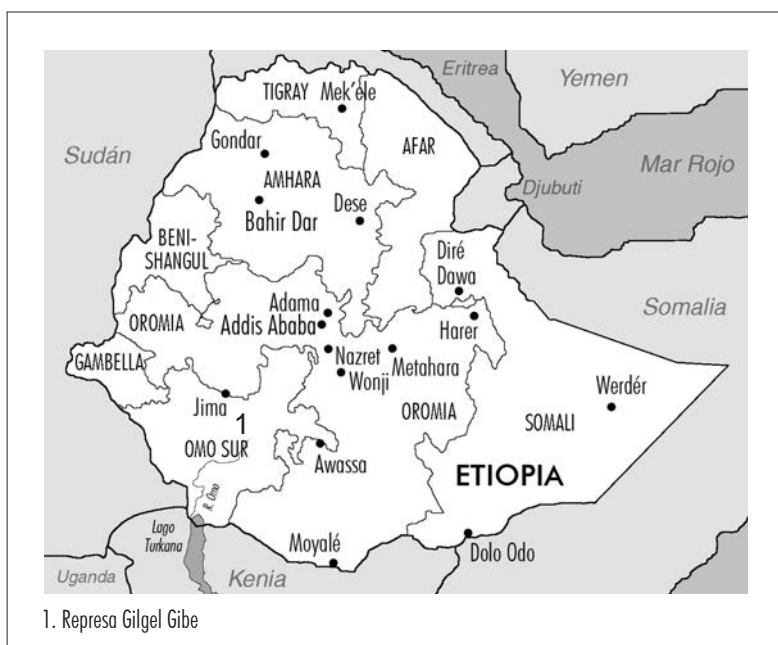 Eritrea
Yemen
TIGRAY
Mek'éle
Gondar
AFAR
Sudán
Mar Rojo
AMHARA
Djubuti
Bahir Dar
Dese
BENI-
SHANGUL
Diré
Dawa
Somalia
Adama
OROMIA
Addis Ababa
Harer
GAMBELLA
Nazret
Metahara
Wonji
Werdér
Jima
OROMIA
SOMALI
1
OMO SUR
Awassa
ETIOPIA
R. Omo
Lago
Turkana
Moyalé
Dolo Odo
Uganda
Kenia
1. Represa Gilgel Gibe